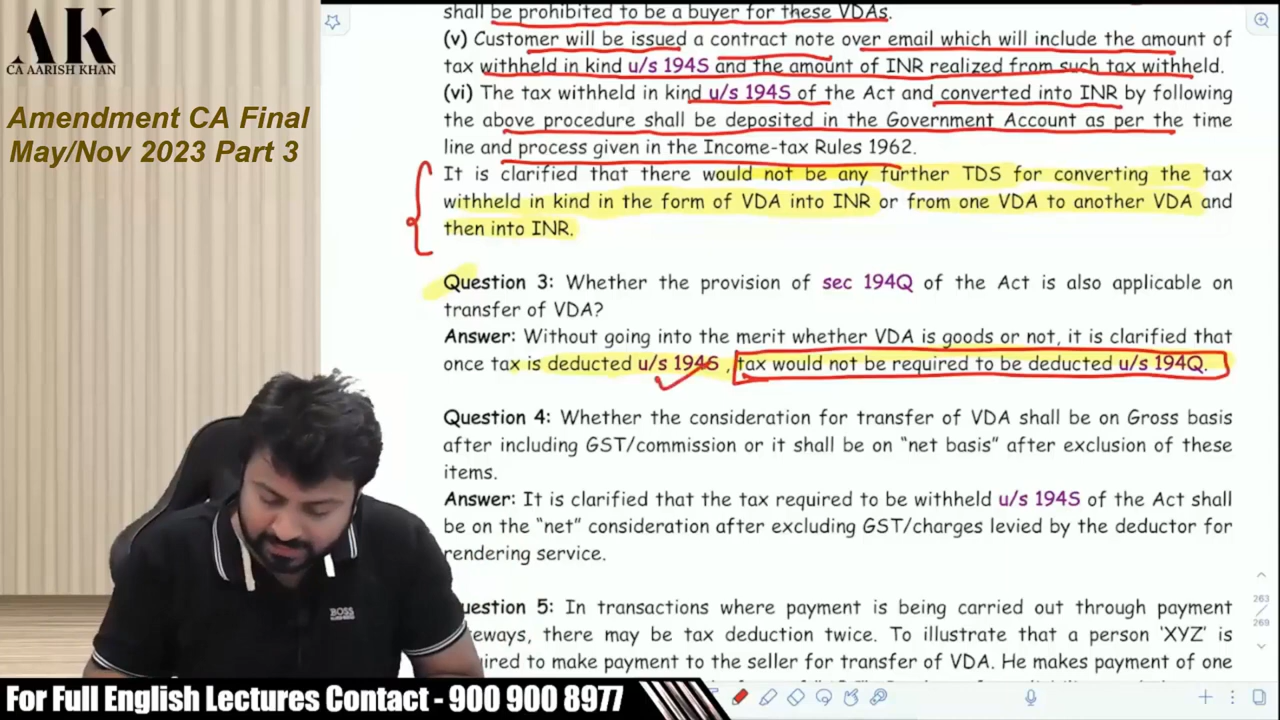 AK
CA AARISH KHAN
Amendment CA Final
May/Nov 2023 Part 3
shall be prohibited to be a buyer for these VDAs.
(v) Customer will be issued a contract note over email which will include the amount of
tax withheld in kind u/s 194S and the amount of INR realized from such tax withheld.
(vi) The tax withheld in kind u/s 194S of the Act and converted into INR by following
the above procedure shall be deposited in the Government Account as per the time
line and process given in the Income-tax Rules 1962.
It is clarified that there would not be any further TDS for converting the tax
withheld in kind in the form of VDA into INR or from one VDA to another VDA and
then into INR.
Question 3: Whether the provision of sec 194Q of the Act is also applicable on
transfer of VDA?
Answer: Without going into the merit whether VDA is goods or not, it is clarified that
once tax is deducted u/s 194S , tax would not be required to be deducted u/s 194Q.
Question 4: Whether the consideration for transfer of VDA shall be on Gross basis
after including GST/commission or it shall be on “net basis” after exclusion of these
items.
Answer: It is clarified that the tax required to be withheld u/s 194S of the Act shall
be on the “net” consideration after excluding GST/charges levied by the deductor for
rendering service.
uestion 5: In transactions where payment is being carried out through payment
eways, there may be tax deduction twice. To illustrate that a person ‘XYZ’ is
ired to make payment to the seller for transfer of VDA. He makes payment of one
263
269
BOSS
For Full English Lectures Contact - 900 900 8977